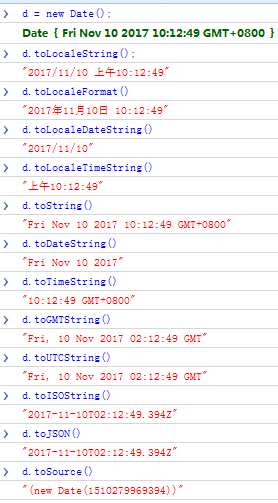 d = new Date();
Date { Fri Nov 10 2017 10:12:49 GMT+0800 }
d.toLocaleString();
"2017/11/10 上午10:12:49"
d.toLocaleFormat()
"2017年11月10日 10:12:49"
d.toLocaleDateString()
"2017/11/10"
d.toLocaleTimeString()
"上午10:12:49"
d.toString()
"Fri Nov 10 2017 10:12:49 GMT+0800"
d.toDateString()
"Fri Nov 10 2017"
d.toTimeString()
"10:12:49 GMT+0800"
d.toGMTString()
"Fri, 10 Nov 2017 02:12:49 GMT"
d.toUTCString()
"Fri, 10 Nov 2017 02:12:49 GMT"
d.toISOString()
"2017-11-10T02:12:49.394Z"
d.toJSON()
"2017-11-10T02:12:49.394Z"
d.toSource()
"(new Date(1510279969394))"